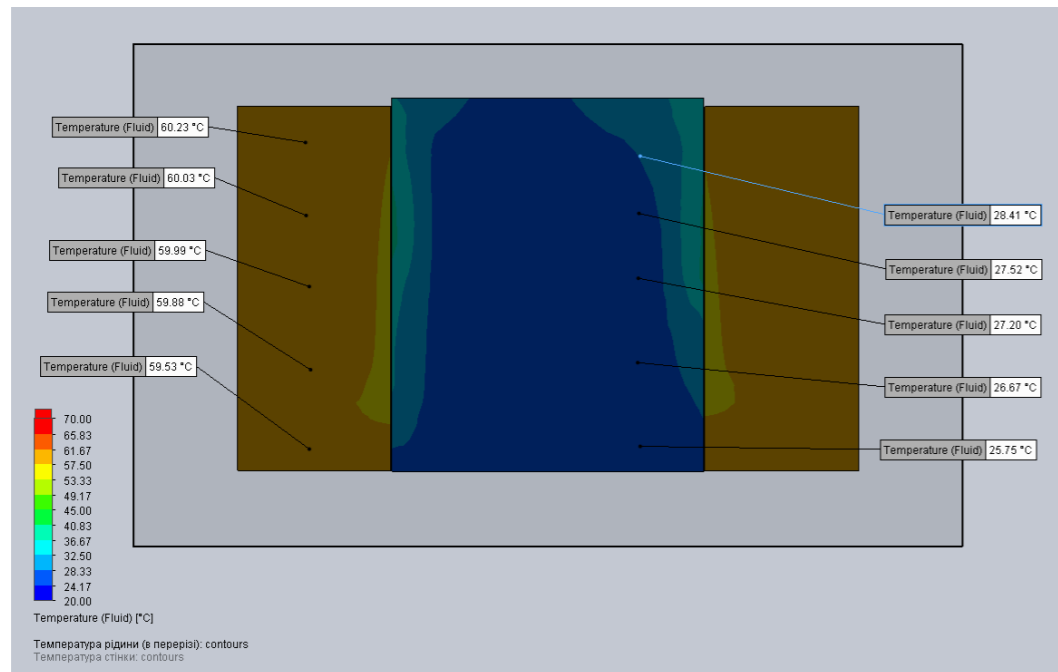 Temperature (Fluid) 60.23 °C
Temperature (Fluid) 60.03 °C
Temperature (Fluid) 59.99 °C
Temperature (Fluid) 59.88 °C
Temperature (Fluid) 59.53 °C
Temperature (Fluid) 28.41 °C
Temperature (Fluid) 27.52 °C
Temperature (Fluid) 27.20 °C
Temperature (Fluid) 26.67 °C
Temperature (Fluid) 25.75 °C
70.00
65.83
61.67
57.50
53.33
49.17
45.00
40.83
36.67
32.50
28.33
24.17
20.00
Temperature (Fluid) [°C]
Температура рідини (в перерізі): contours
Температура стінки: contours